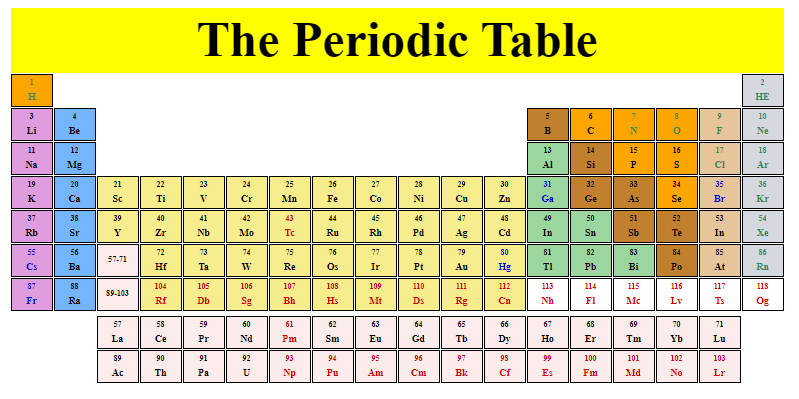 The Periodic Table
1 2
H HE
3 4 5 6 7 8 9 10
Li Be B C N O F Ne
11 12 13 14 15 16 17 18
Na Mg Al Si P S Cl Ar
19 20 21 22 23 24 25 26 27 28 29 30 31 32 33 34 35 36
K Ca Sc Ti V Cr Mn Fe Co Ni Cu Zn Ga Ge As Se Br Kr
37 38 39 40 41 42 43 44 45 46 47 48 49 50 51 52 53 54
Rb Sr Y Zr Nb Mo Tc Ru Rh Pd Ag Cd In Sn Sb Te In Xe
55 56 57-71 72 73 74 75 76 77 78 79 80 81 82 83 84 85 86
Cs Ba Hf Ta W Re Os Ir Pt Au Hg Tl Pb Bi Po At Rn
87 88 89-103 104 105 106 107 108 109 110 111 112 113 114 115 116 117 118
Fr Ra Rf Db Sg Bh Hs Mt Ds Rg Cn Nh Fl Mc Lv Ts Og
57 58 59 60 61 62 63 64 65 66 67 68 69 70 71
La Ce Pr Nd Pm Sm Eu Gd Tb Dy Ho Er Tm Yb Lu
89 90 91 92 93 94 95 96 97 98 99 100 101 102 103
Ac Th Pa U Np Pu Am Cm Bk Cf Es Fm Md No Lr